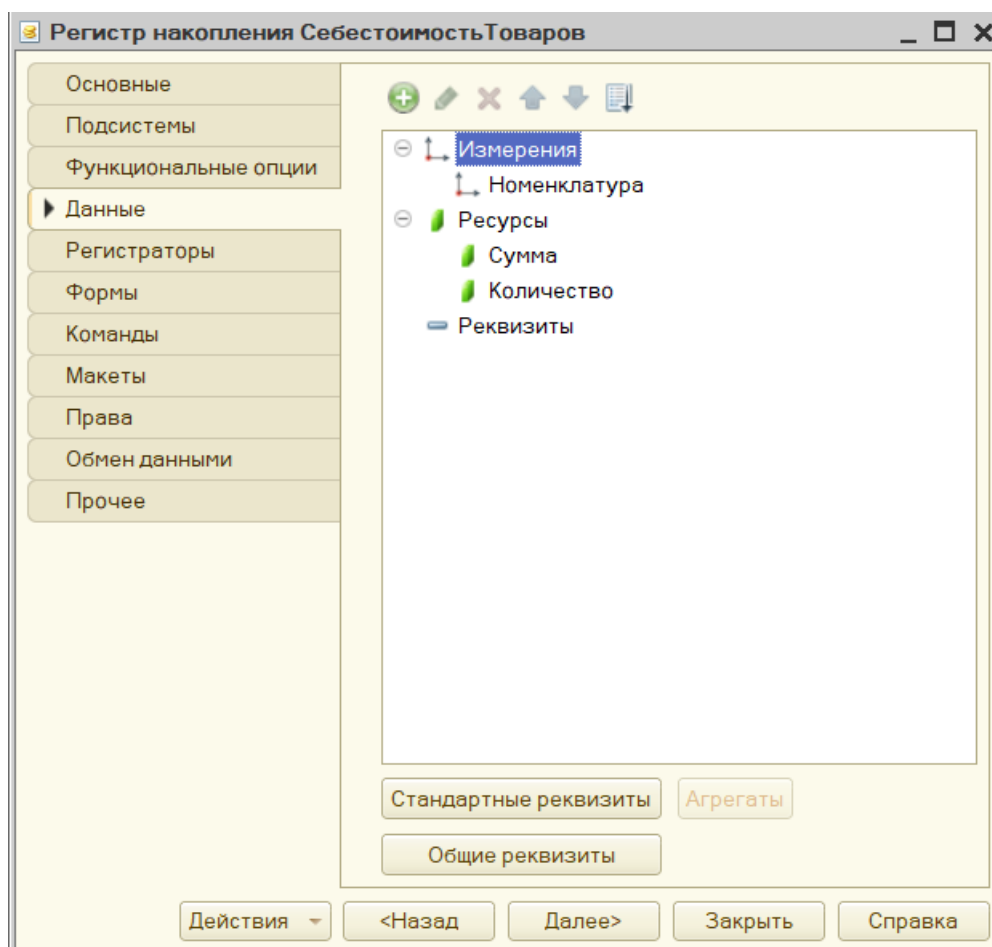 Регистр накопления СебестоимостьТоваров
Основные
Подсистемы
Функциональные опции
Данные
Регистраторы
Формы
Команды
Макеты
Права
Обмен данными
Прочее
Измерения
Номенклатура
Ресурсы
Сумма
Количество
Реквизиты
Стандартные реквизиты
Агрегаты
Общие реквизиты
Действия
<Назад
Далее>
Закрыть
Справка